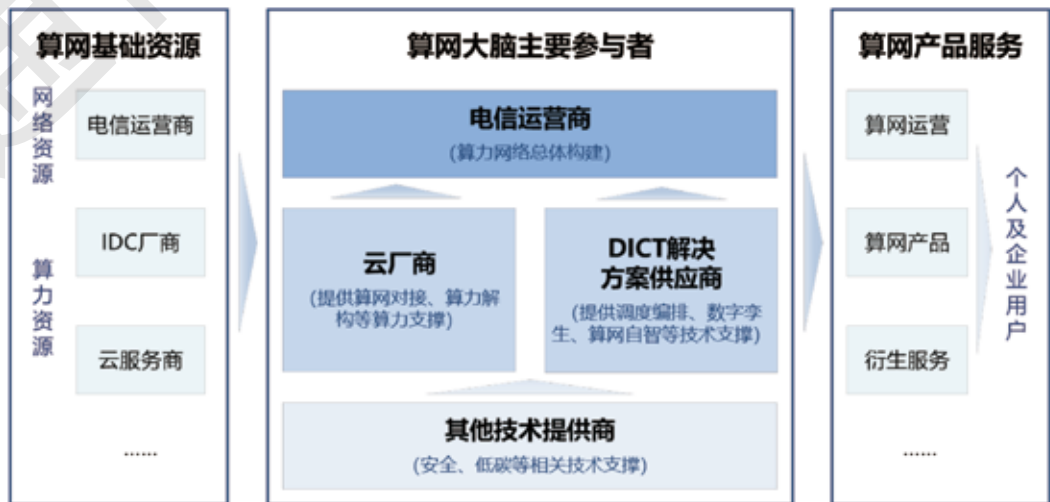 算网基础资源
网络资源
电信运营商
IDC厂商
算力资源
云服务商
......
算网大脑主要参与者
电信运营商
(算力网络总体构建)
云厂商
(提供算网对接、算力解
构等算力支撑)
DICT解决
方案供应商
(提供调度编排、数字孪
生、算网自智等技术支撑)
其他技术提供商
(安全、低碳等相关技术支撑)
算网产品服务
算网运营
算网产品
衍生服务
......
个人及企业用户